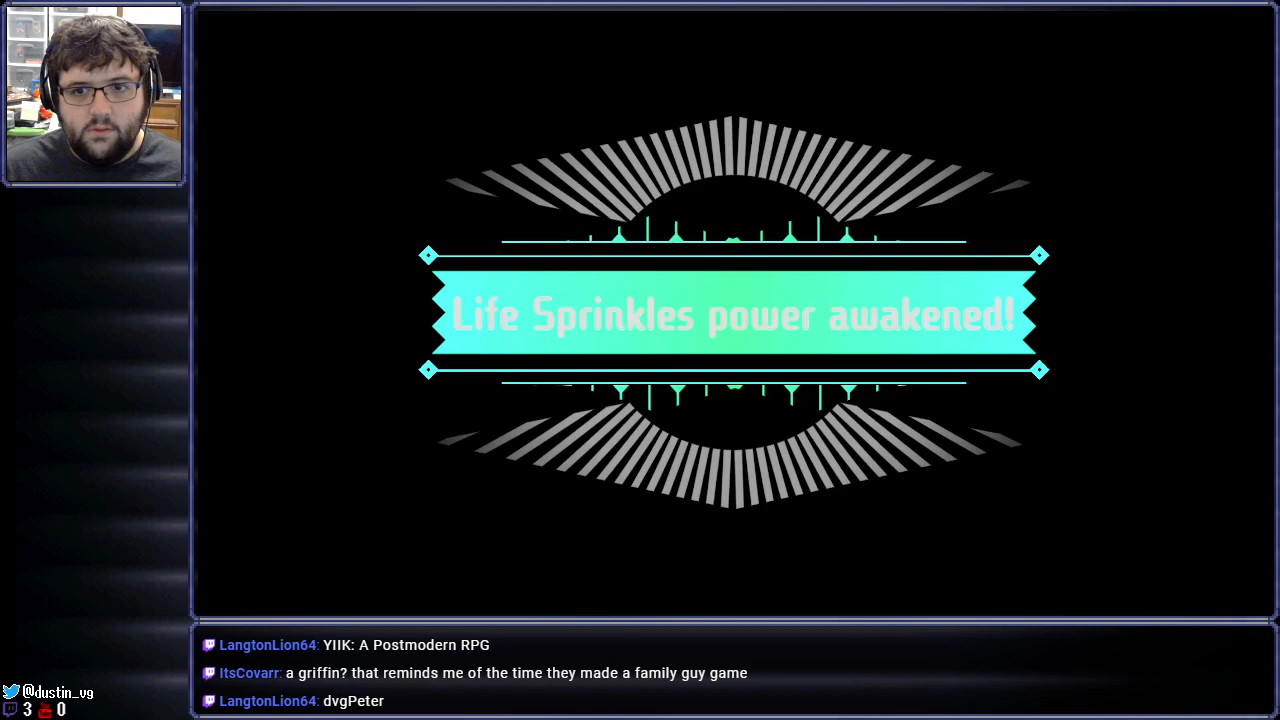 Life Sprinkles power awakened!
LangtonLion64: YIIK: A Postmodern RPG
ItsCovarr: a griffin? that reminds me of the time they made a family guy game
LangtonLion64: dvgPeter
@dustin_vg
3 0